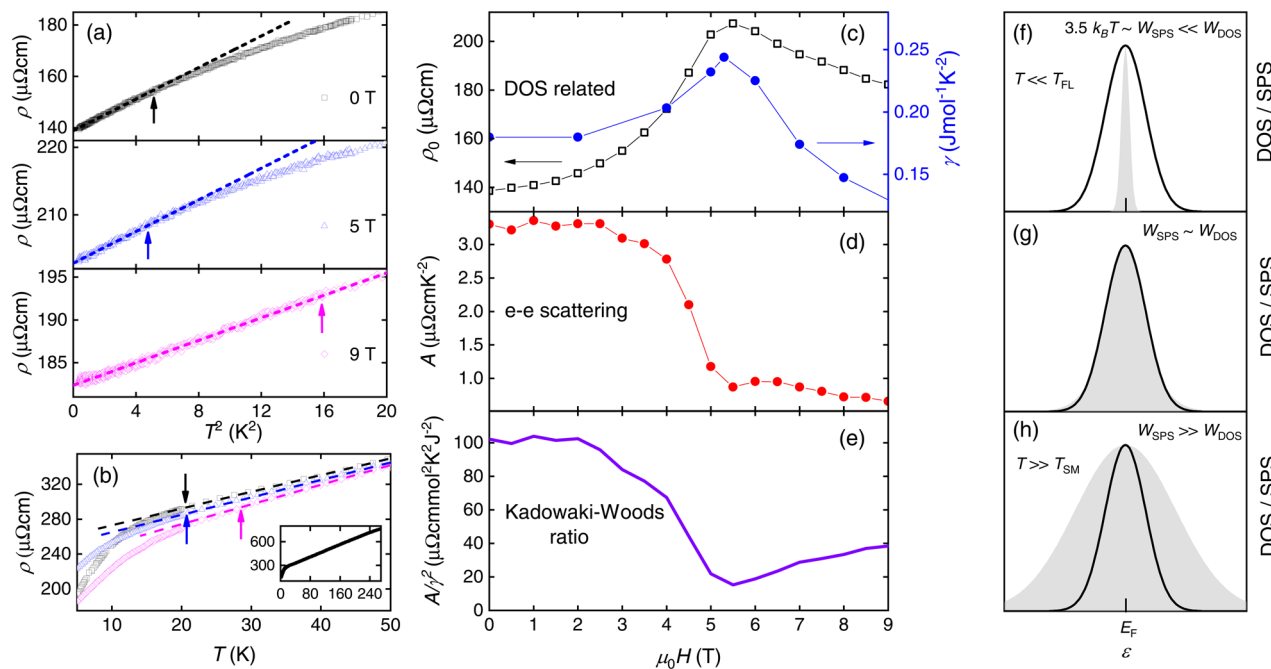 (a)
ρ (μΩcm)
180
160
140
0 T
ρ (μΩcm)
220
210
5 T
ρ (μΩcm)
195
190
185
9 T
0 4 8 12 16 20
T² (K²)
(b)
ρ (μΩcm)
320
280
240
200
600
300
0 80 160 240
10 20 30 40 50
T (K)
(c)
ρ₀ (μΩcm)
200
180
160
140
DOS related
0.25
0.20
0.15
γ (Jmol⁻¹K⁻²)
(d)
A (μΩcmK⁻²)
3.0
2.0
1.0
e-e scattering
(e)
A/γ² (μΩcmmol²K²J⁻²)
100
80
60
40
20
0
Kadowaki-Woods
ratio
0 1 2 3 4 5 6 7 8 9
μ₀H (T)
(f)
3.5 k_BT ~ W_SPS << W_DOS
T << T_FL
DOS / SPS
(g)
W_SPS ~ W_DOS
DOS / SPS
(h)
W_SPS >> W_DOS
T >> T_SM
DOS / SPS
E_F
ε